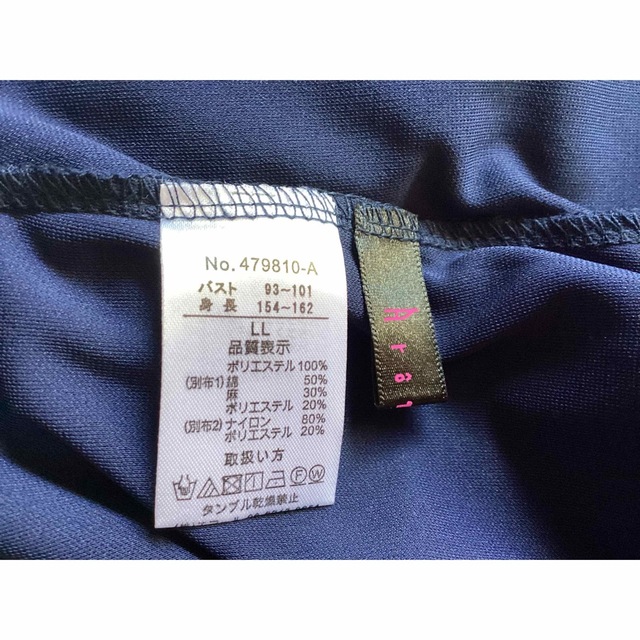 No. 479810-A
バスト 93~101
身長 154~162
LL
品質表示
ポリエステル100%
(別布1) 綿 50%
麻 30%
ポリエステル 20%
(別布2) ナイロン 80%
ポリエステル 20%
取扱い方
F W
タンブル乾燥禁止